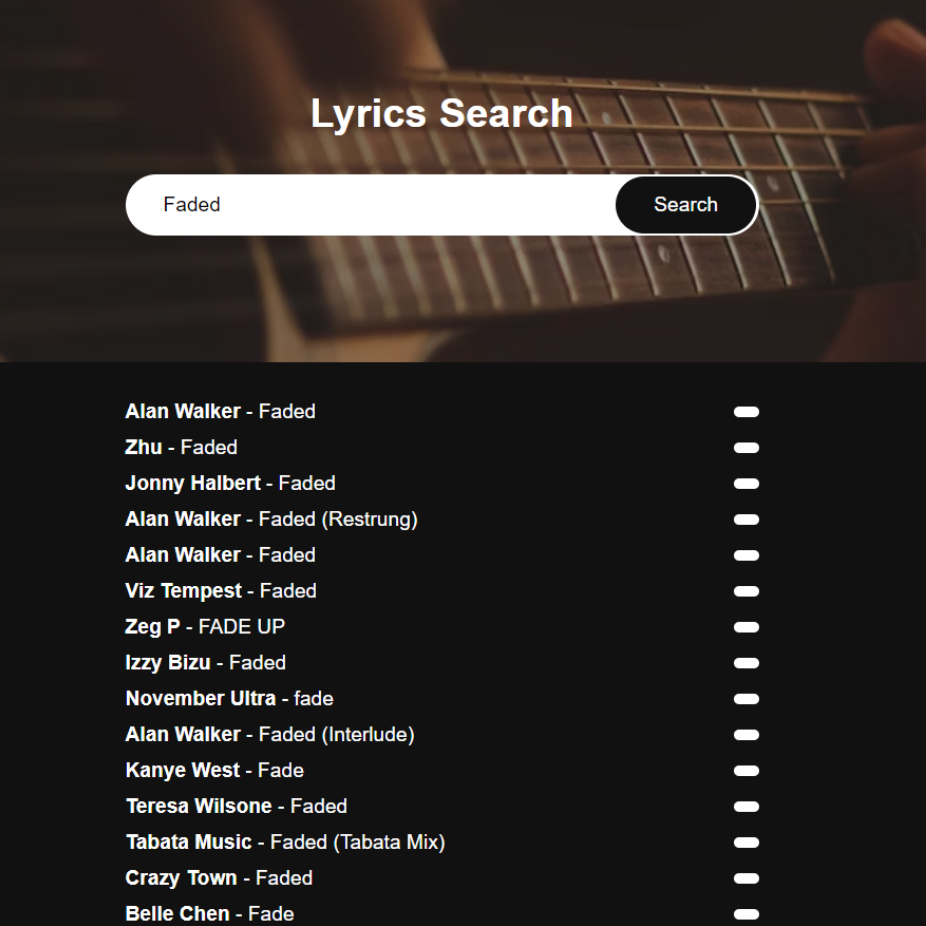 Lyrics Search
Faded Search
Alan Walker - Faded
Zhu - Faded
Jonny Halbert - Faded
Alan Walker - Faded (Restrung)
Alan Walker - Faded
Viz Tempest - Faded
Zeg P - FADE UP
Izzy Bizu - Faded
November Ultra - fade
Alan Walker - Faded (Interlude)
Kanye West - Fade
Teresa Wilsone - Faded
Tabata Music - Faded (Tabata Mix)
Crazy Town - Faded
Belle Chen - Fade